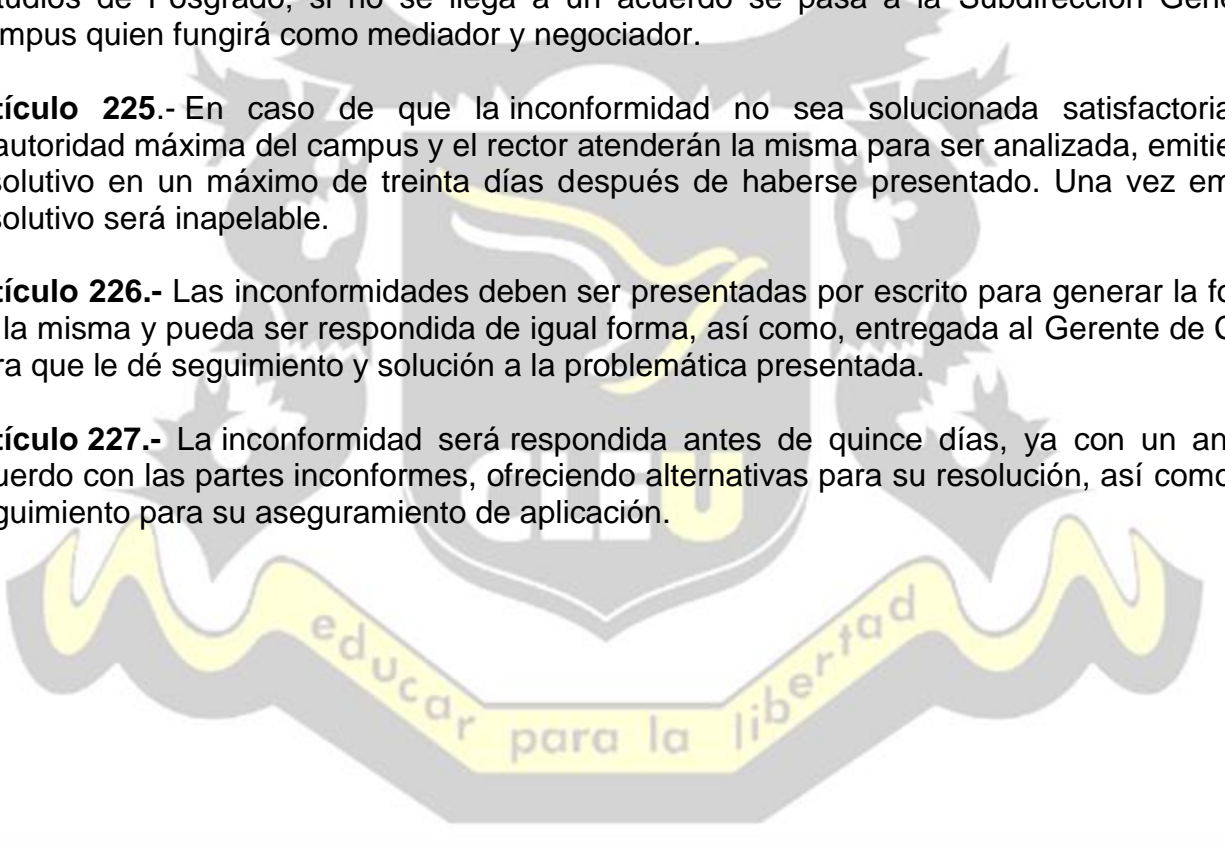 tudios de Posgrado, si no se llega a un acuerdo se pasa a la Subdirección Gene
mpus quien fungirá como mediador y negociador.
tículo 225.- En caso de que la inconformidad no sea solucionada satisfactoria
autoridad máxima del campus y el rector atenderán la misma para ser analizada, emitie
solutivo en un máximo de treinta días después de haberse presentado. Una vez em
solutivo será inapelable.
tículo 226.- Las inconformidades deben ser presentadas por escrito para generar la fo
la misma y pueda ser respondida de igual forma, así como, entregada al Gerente de C
ra que le dé seguimiento y solución a la problemática presentada.
tículo 227.- La inconformidad será respondida antes de quince días, ya con un an
uerdo con las partes inconformes, ofreciendo alternativas para su resolución, así como
guimiento para su aseguramiento de aplicación.
CLEU
educar para la libertad